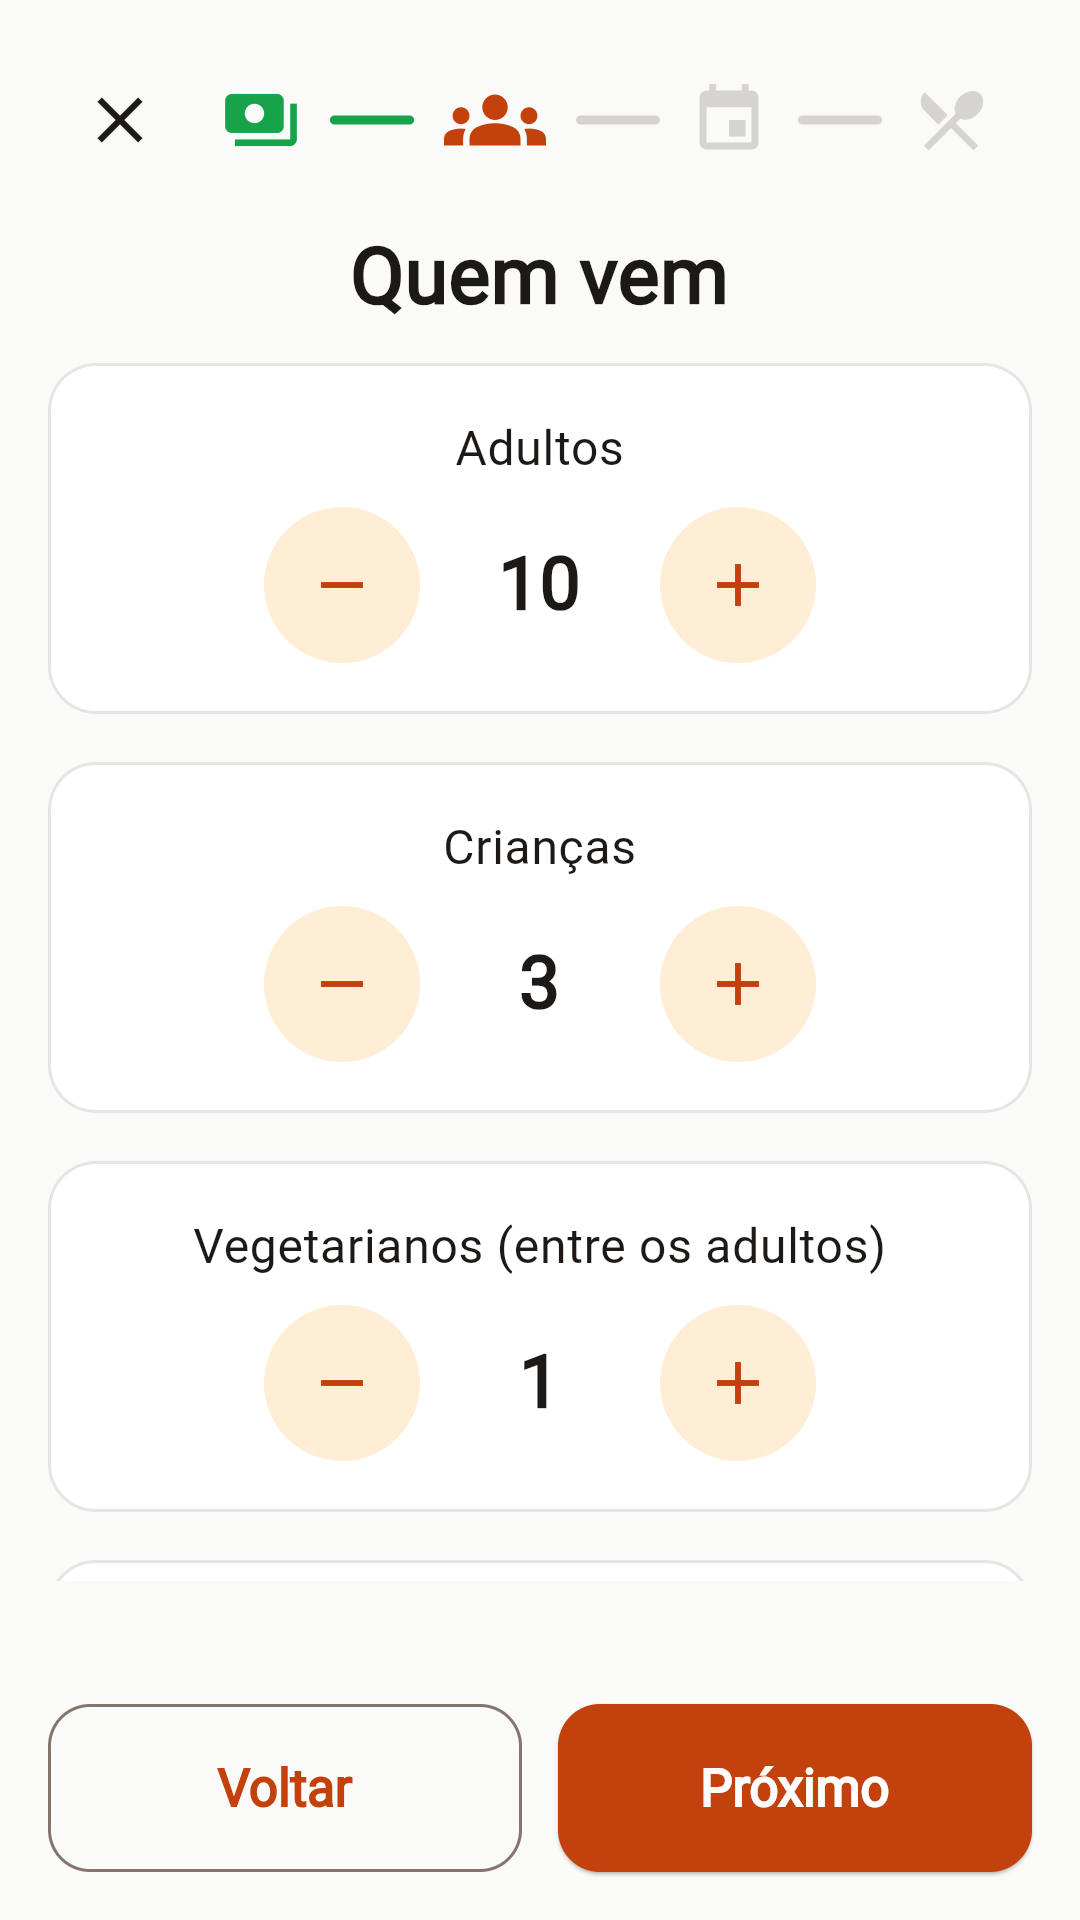 Quem vem
Adultos
10
Crianças
3
Vegetarianos (entre os adultos)
1
Voltar
Próximo